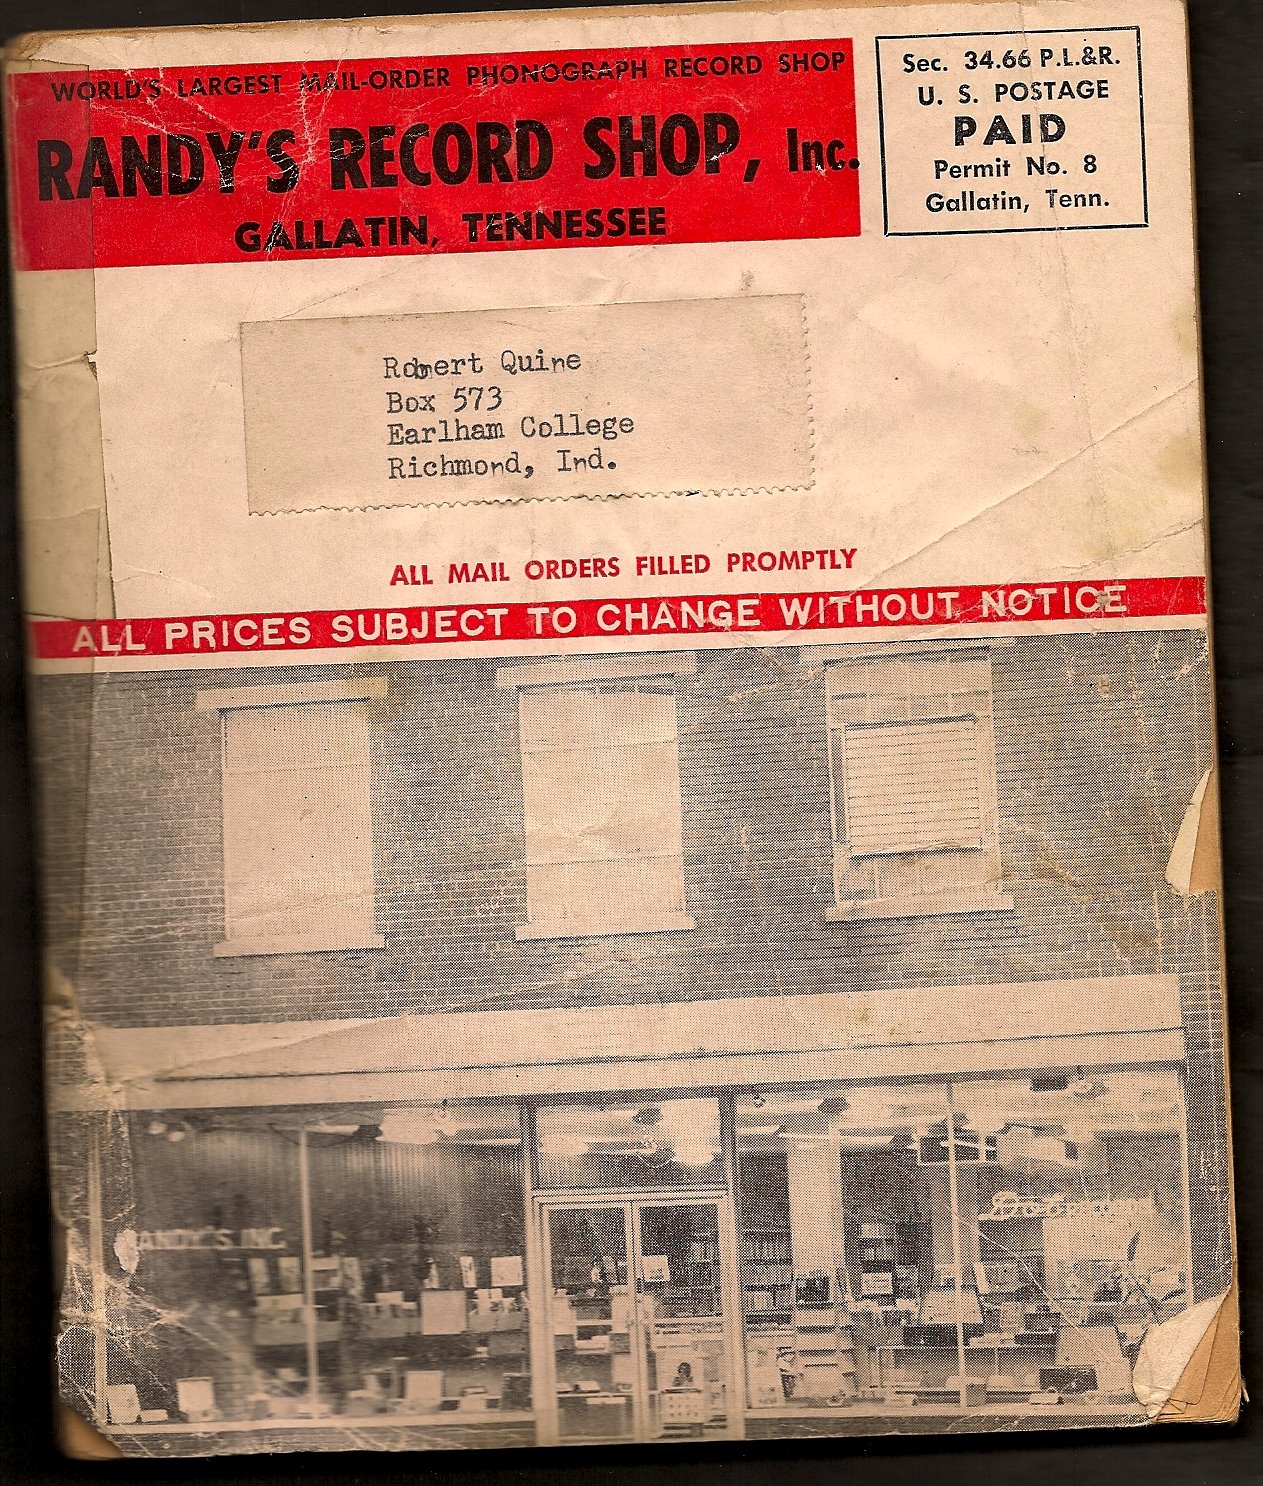 WORLD'S LARGEST MAIL-ORDER PHONOGRAPH RECORD SHOP
RANDY'S RECORD SHOP, Inc.
GALLATIN, TENNESSEE
Sec. 34.66 P.L.&R.
U. S. POSTAGE
PAID
Permit No. 8
Gallatin, Tenn.
Robert Quine
Box 573
Earlham College
Richmond, Ind.
ALL MAIL ORDERS FILLED PROMPTLY
ALL PRICES SUBJECT TO CHANGE WITHOUT NOTICE
RANDY'S INC